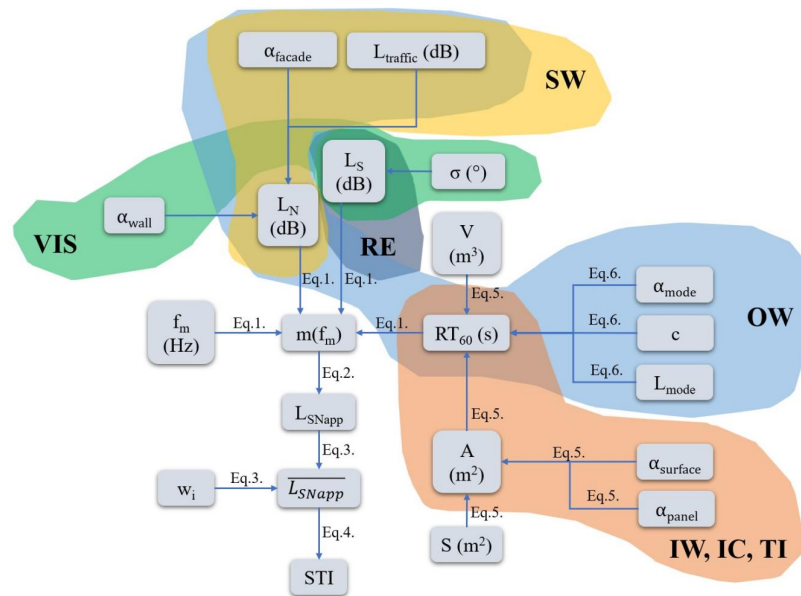 α_facade
L_traffic (dB)
SW
L_S
(dB)
σ (°)
α_wall
L_N
(dB)
VIS
RE
V
(m³)
Eq.1.
Eq.1.
Eq.5.
Eq.6.
α_mode
OW
f_m
(Hz)
Eq.1.
m(f_m)
Eq.1.
RT₆₀ (s)
Eq.6.
c
Eq.2.
Eq.6.
L_mode
L_SNapp
Eq.5.
Eq.3.
A
(m²)
Eq.5.
α_surface
w_i
Eq.3.
L_SNapp
Eq.5.
α_panel
Eq.5.
Eq.4.
S (m²)
IW, IC, TI
STI